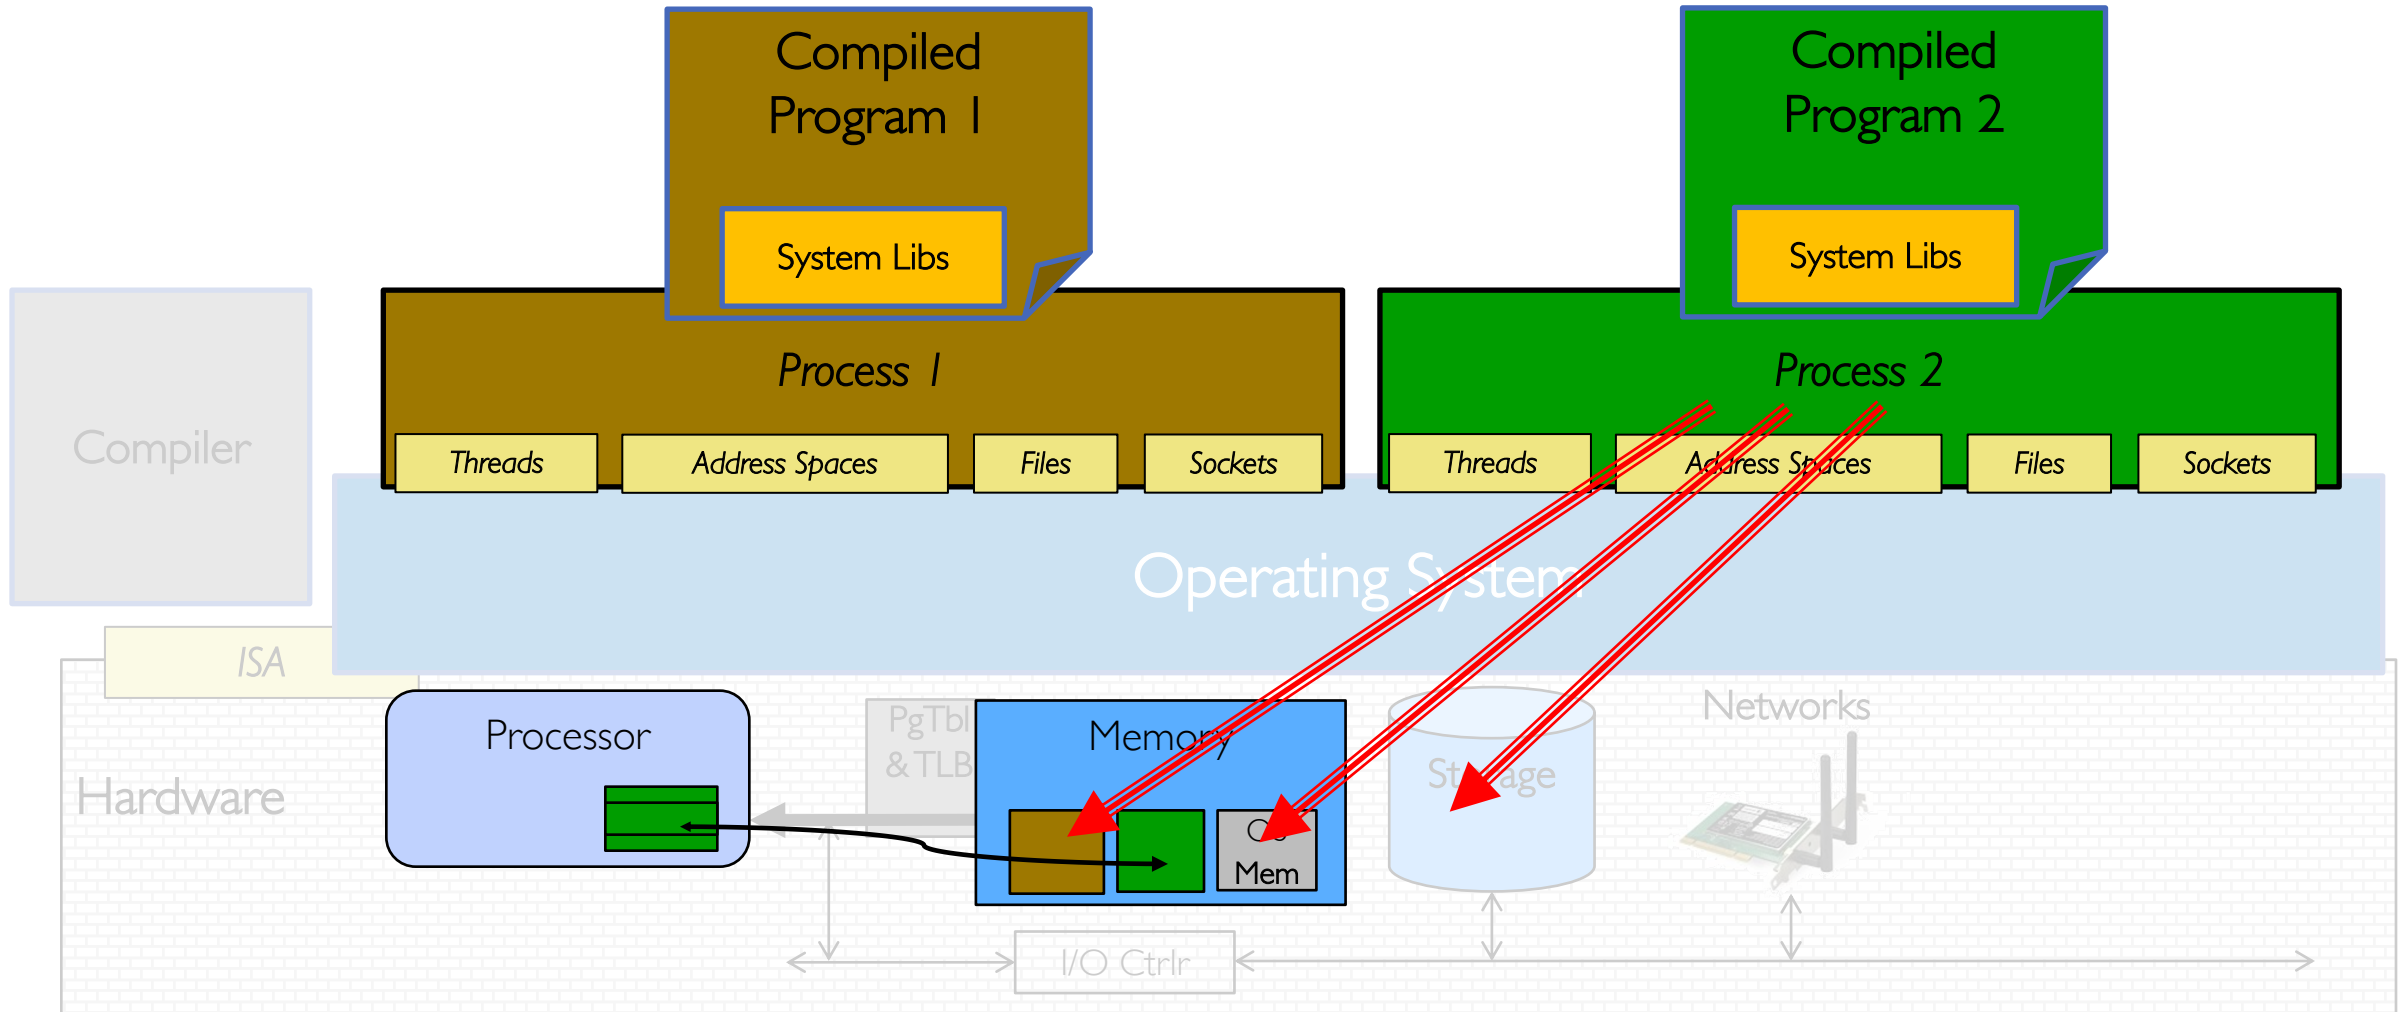 Compiled
Program 1
System Libs
Compiled
Program 2
System Libs
Process 1
Threads
Address Spaces
Files
Sockets
Process 2
Threads
Address Spaces
Files
Sockets
Compiler
Operating System
ISA
Hardware
Processor
PgTbl
& TLB
Memory
OS
Mem
Storage
Networks
I/O Ctrlr